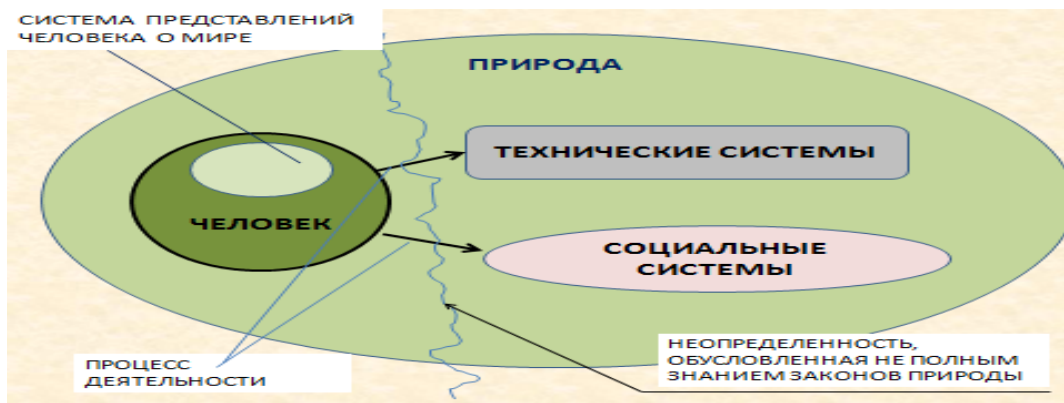 СИСТЕМА ПРЕДСТАВЛЕНИЙ
ЧЕЛОВЕКА О МИРЕ
ПРИРОДА
ТЕХНИЧЕСКИЕ СИСТЕМЫ
ЧЕЛОВЕК
СОЦИАЛЬНЫЕ
СИСТЕМЫ
ПРОЦЕСС
ДЕЯТЕЛЬНОСТИ
НЕОПРЕДЕЛЕННОСТЬ,
ОБУСЛОВЛЕННАЯ НЕ ПОЛНЫМ
ЗНАНИЕМ ЗАКОНОВ ПРИРОДЫ